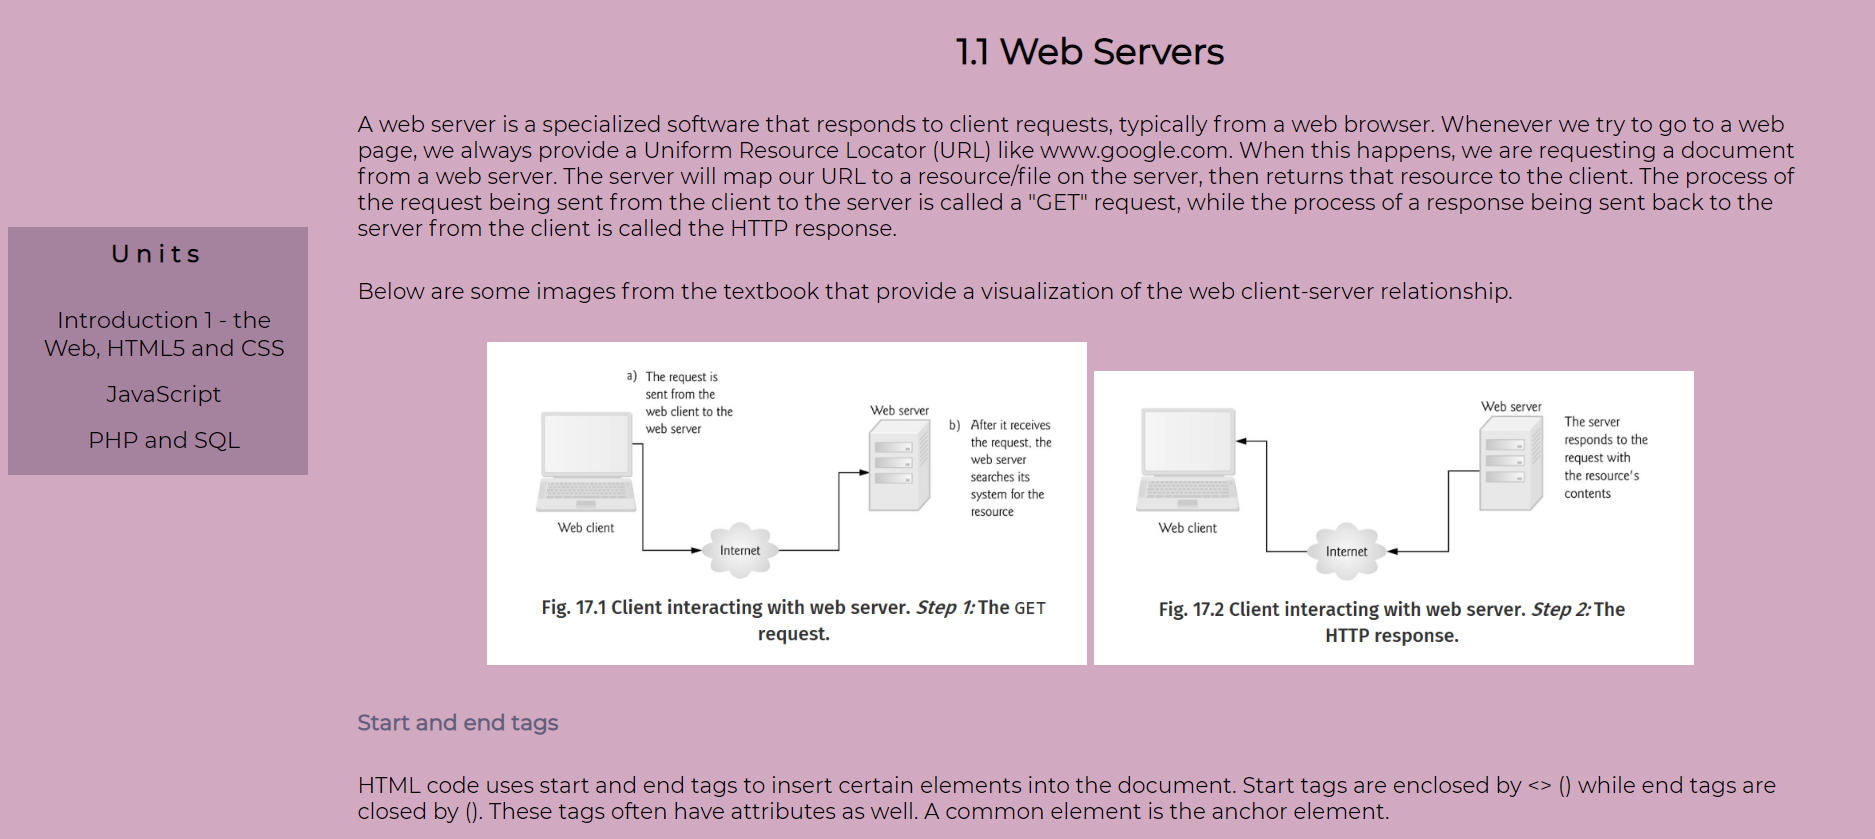 1.1 Web Servers
A web server is a specialized software that responds to client requests, typically from a web browser. Whenever we try to go to a web
page, we always provide a Uniform Resource Locator (URL) like www.google.com. When this happens, we are requesting a document
from a web server. The server will map our URL to a resource/file on the server, then returns that resource to the client. The process of
the request being sent from the client to the server is called a "GET" request, while the process of a response being sent back to the
server from the client is called the HTTP response.
Units
Introduction 1 - the
Web, HTML5 and CSS
JavaScript
PHP and SQL
Below are some images from the textbook that provide a visualization of the web client-server relationship.
a) The request is
sent from the
web client to the
web server
Web server
b) After it receives
the request, the
web server
searches its
system for the
resource
Web client
Internet
Fig. 17.1 Client interacting with web server. Step 1: The GET
request.
Web server
The server
responds to the
request with
the resource's
contents
Web client
Internet
Fig. 17.2 Client interacting with web server. Step 2: The
HTTP response.
Start and end tags
HTML code uses start and end tags to insert certain elements into the document. Start tags are enclosed by <> () while end tags are
closed by (). These tags often have attributes as well. A common element is the anchor element.